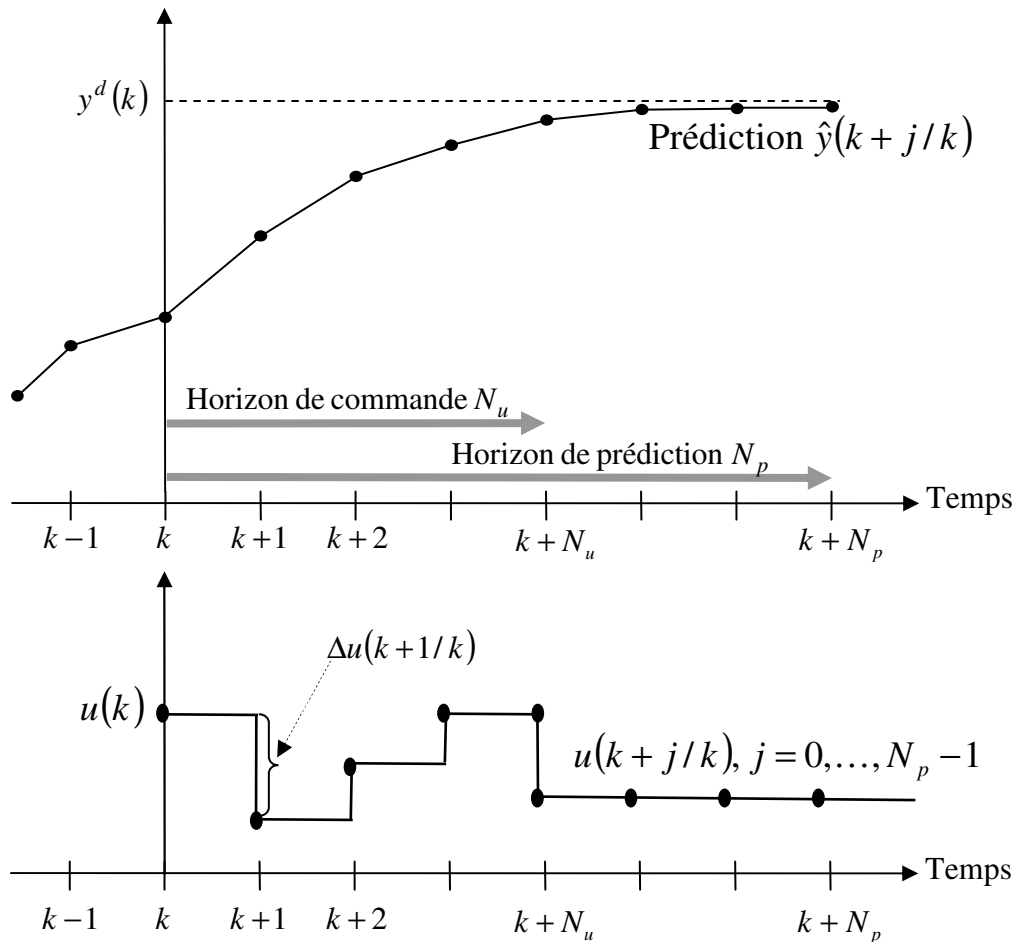 y^d(k)
Prédiction ŷ(k + j / k)
Horizon de commande N_u
Horizon de prédiction N_p
Temps
k −1 k k +1 k + 2 k + N_u k + N_p
Δu(k +1/ k)
u(k)
u(k + j / k), j = 0,…, N_p −1
Temps
k −1 k k +1 k + 2 k + N_u k + N_p